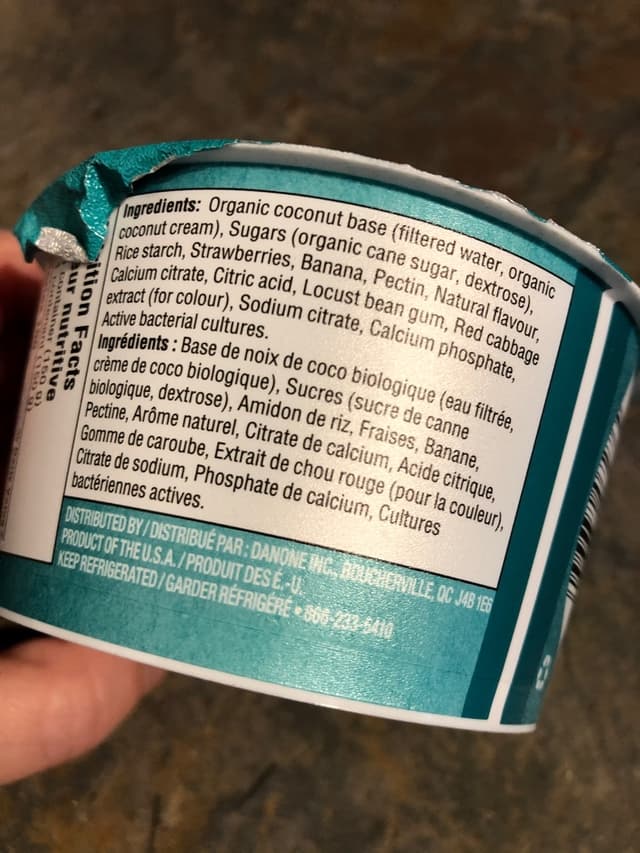 Ingredients: Organic coconut base (filtered water, organic
coconut cream), Sugars (organic cane sugar, dextrose),
Rice starch, Strawberries, Banana, Pectin, Natural flavour,
Calcium citrate, Citric acid, Locust bean gum, Red cabbage
extract (for colour), Sodium citrate, Calcium phosphate,
Active bacterial cultures.
Ingrédients : Base de noix de coco biologique (eau filtrée,
crème de coco biologique), Sucres (sucre de canne
biologique, dextrose), Amidon de riz, Fraises, Banane,
Pectine, Arôme naturel, Citrate de calcium, Acide citrique,
Gomme de caroube, Extrait de chou rouge (pour la couleur),
Citrate de sodium, Phosphate de calcium, Cultures
bactériennes actives.
DISTRIBUTED BY / DISTRIBUÉ PAR : DANONE INC., BOUCHERVILLE, QC J4B 1E6
PRODUCT OF THE U.S.A. / PRODUIT DES É.-U.
KEEP REFRIGERATED / GARDER RÉFRIGÉRÉ • 866-233-5410
tion Facts
ur nutritive